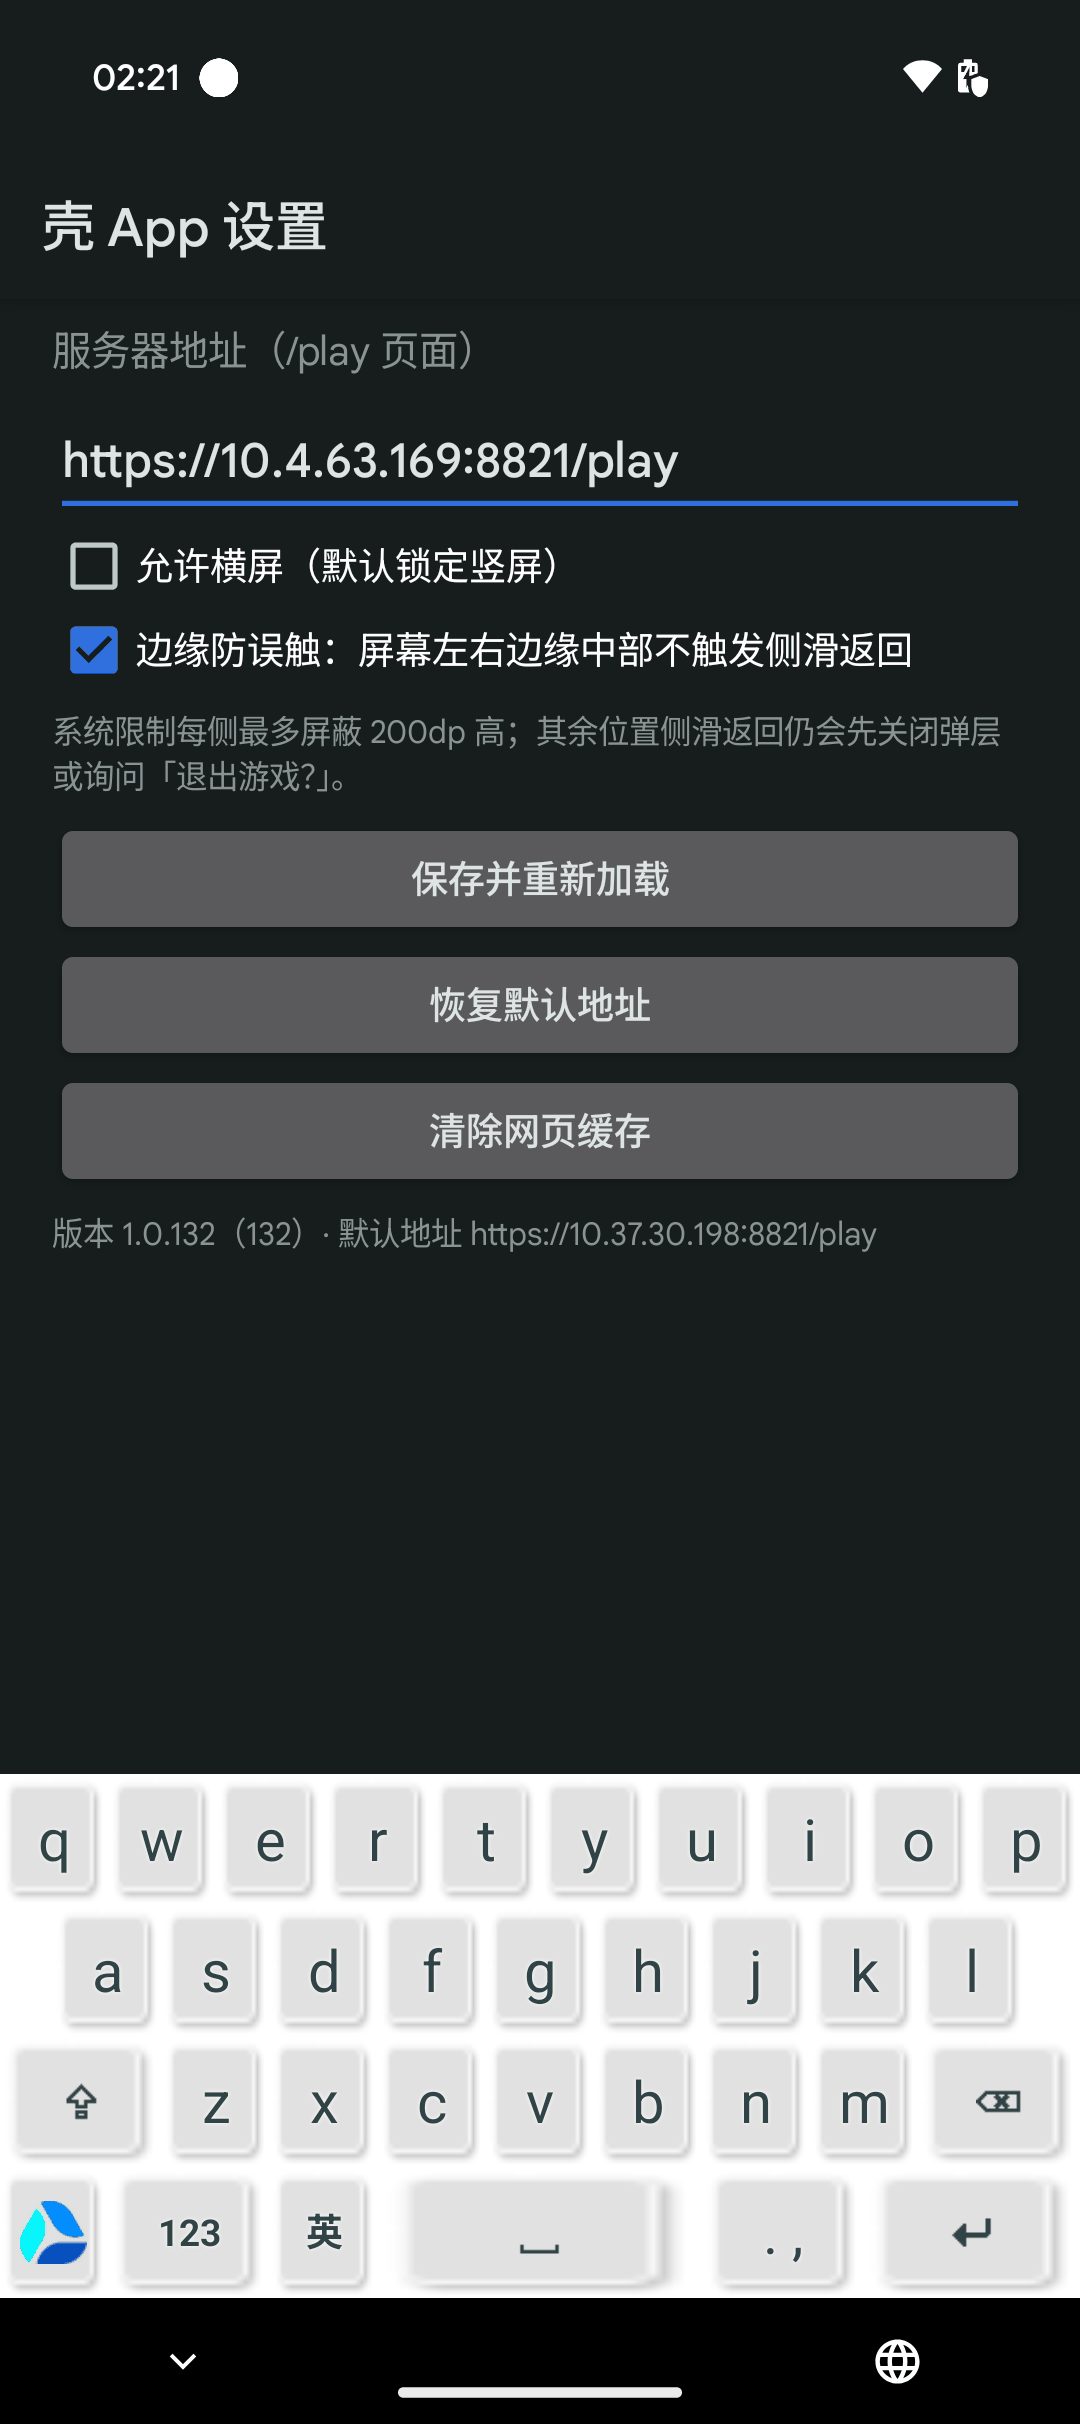 02:21
壳 App 设置
服务器地址（/play 页面）
https://10.4.63.169:8821/play
允许横屏（默认锁定竖屏）
边缘防误触：屏幕左右边缘中部不触发侧滑返回
系统限制每侧最多屏蔽 200dp 高；其余位置侧滑返回仍会先关闭弹层
或询问「退出游戏？」。
保存并重新加载
恢复默认地址
清除网页缓存
版本 1.0.132（132）· 默认地址 https://10.37.30.198:8821/play
q w e r t y u i o p
a s d f g h j k l
z x c v b n m
123 英 . ,